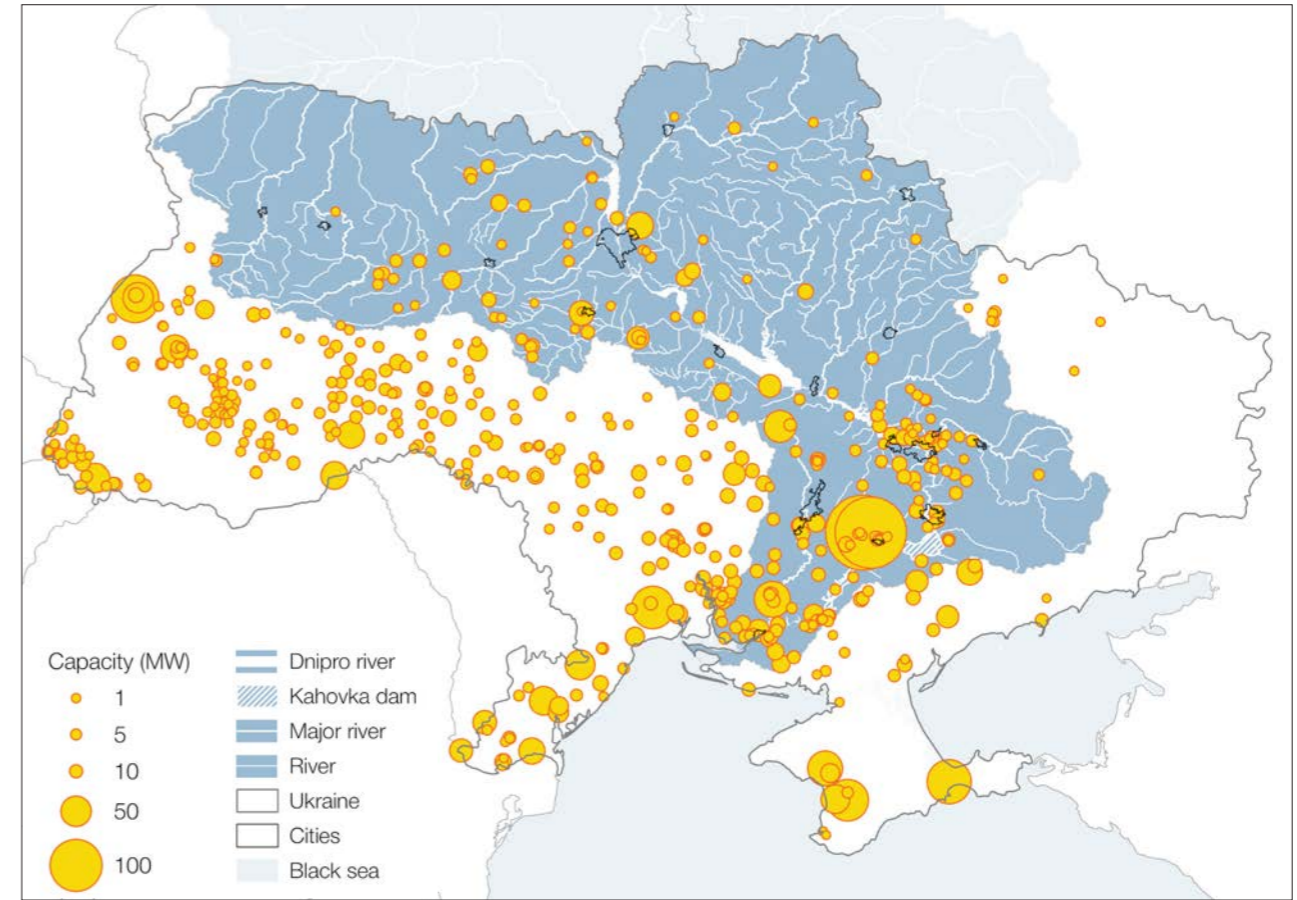 Capacity (MW)
1
5
10
50
100
Dnipro river
Kahovka dam
Major river
River
Ukraine
Cities
Black sea